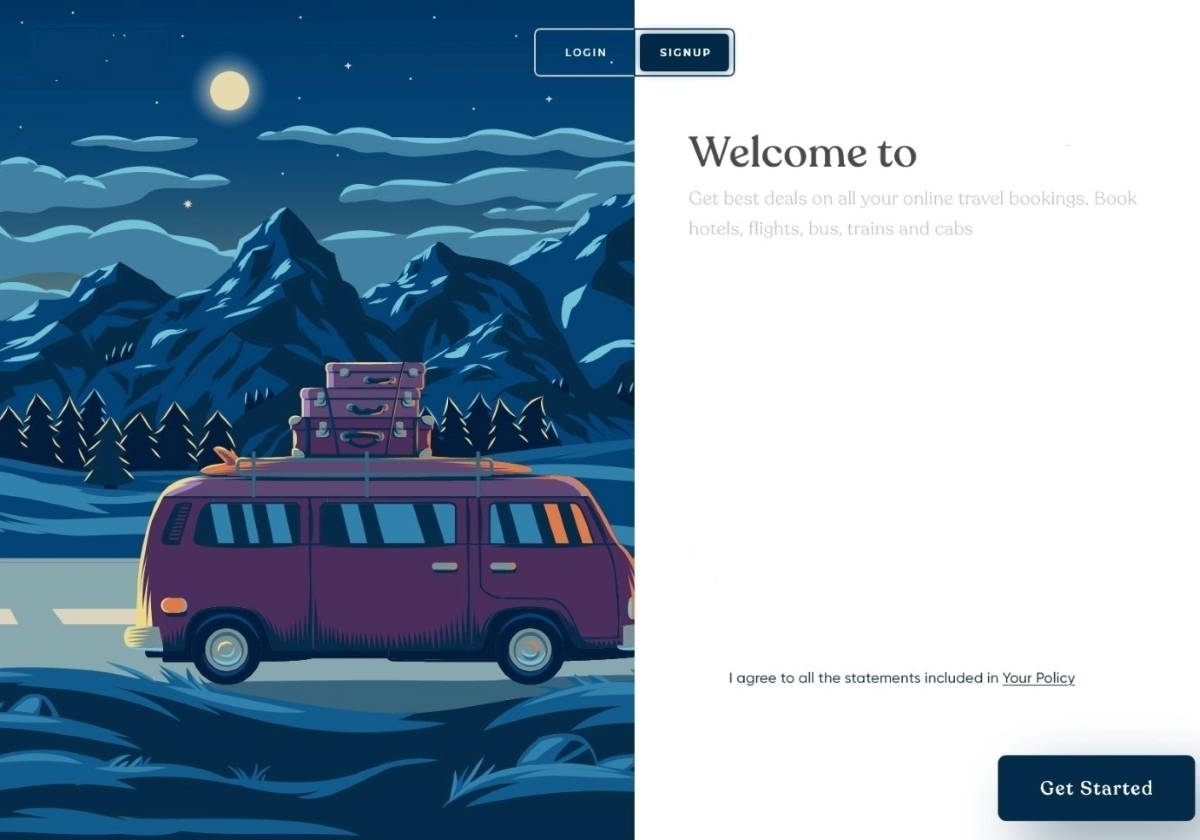 LOGIN SIGNUP
Welcome to
Get best deals on all your online travel bookings. Book
hotels, flights, bus, trains and cabs
I agree to all the statements included in Your Policy
Get Started